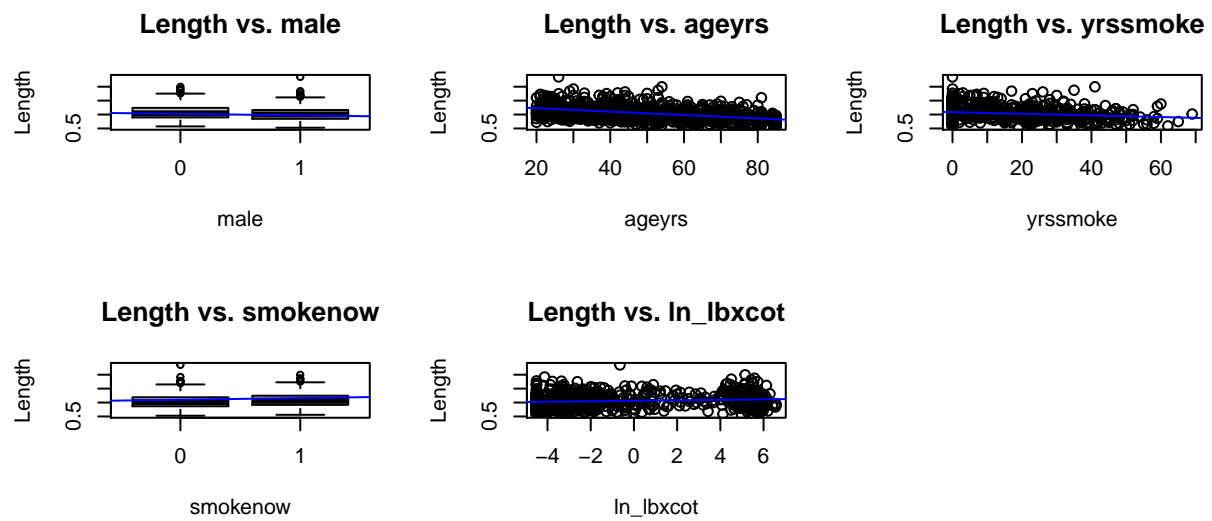 Length vs. male
Length
0.5
0 1
male
Length vs. ageyrs
Length
0.5
20 40 60 80
ageyrs
Length vs. yrssmoke
Length
0.5
0 20 40 60
yrssmoke
Length vs. smokenow
Length
0.5
0 1
smokenow
Length vs. ln_lbxcot
Length
0.5
−4 −2 0 2 4 6
ln_lbxcot